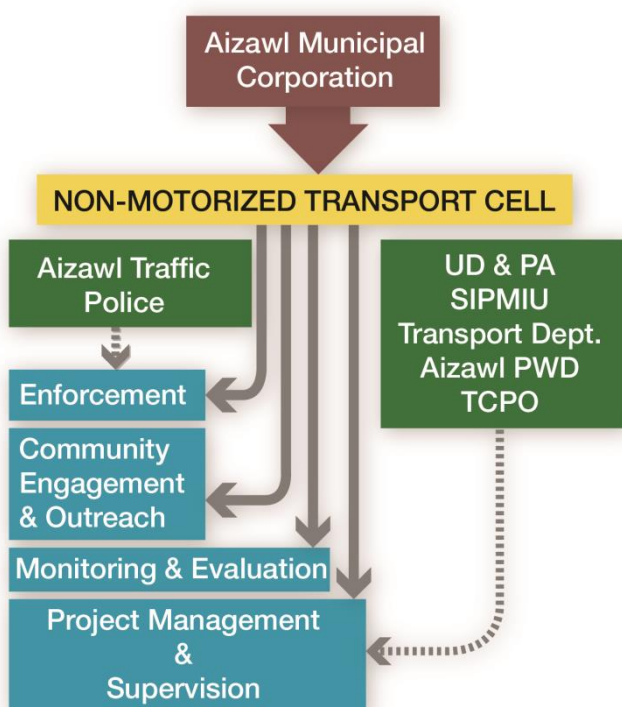 Aizawl Municipal
Corporation
NON-MOTORIZED TRANSPORT CELL
Aizawl Traffic
Police
UD & PA
SIPMIU
Transport Dept.
Aizawl PWD
TCPO
Enforcement
Community
Engagement
& Outreach
Monitoring & Evaluation
Project Management
&
Supervision